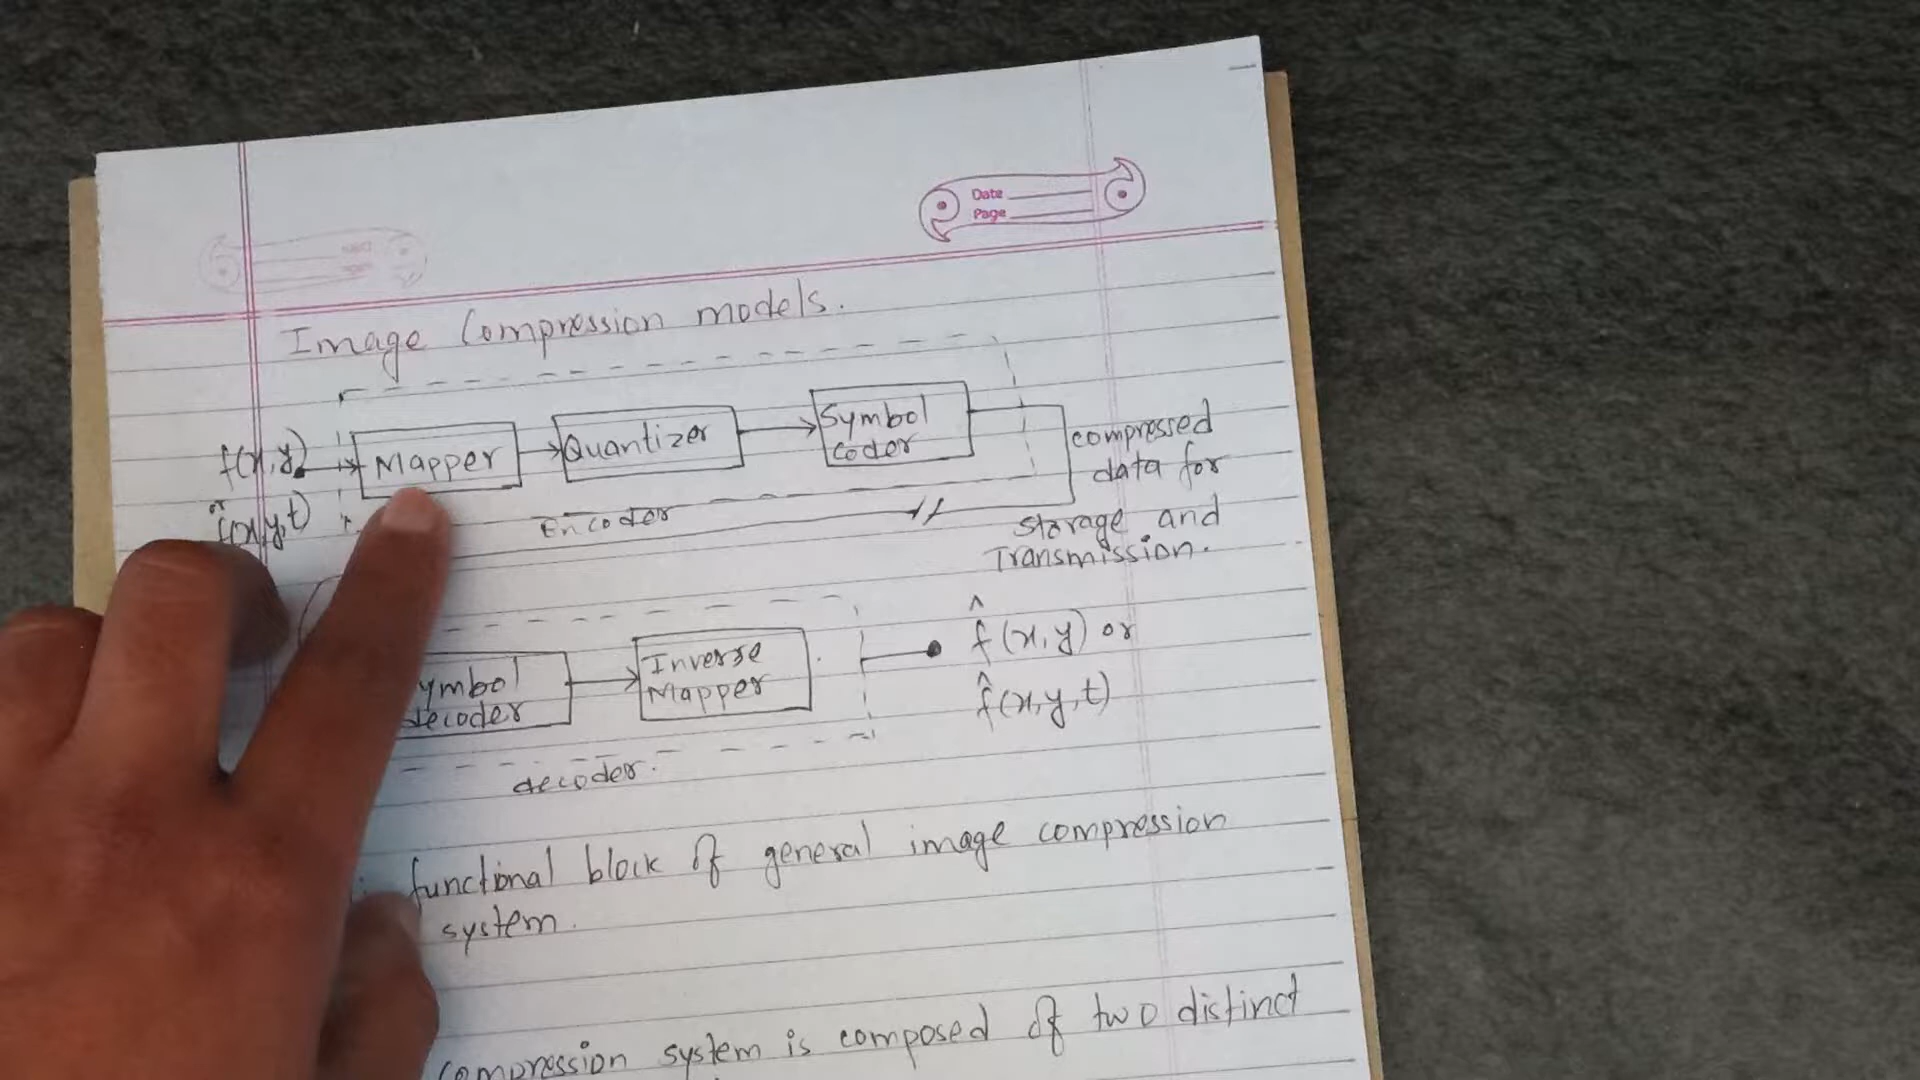 Date
Page
Image Compression models.
f(x,y)
or
f(x,y,t)
Mapper
Quantizer
Symbol
coder
Encoder
compressed
data for
storage and
Transmission.
ymbol
decoder
Inverse
Mapper
decoder.
f̂(x,y) or
f̂(x,y,t)
functional block of general image compression
system.
compression system is composed of two distinct